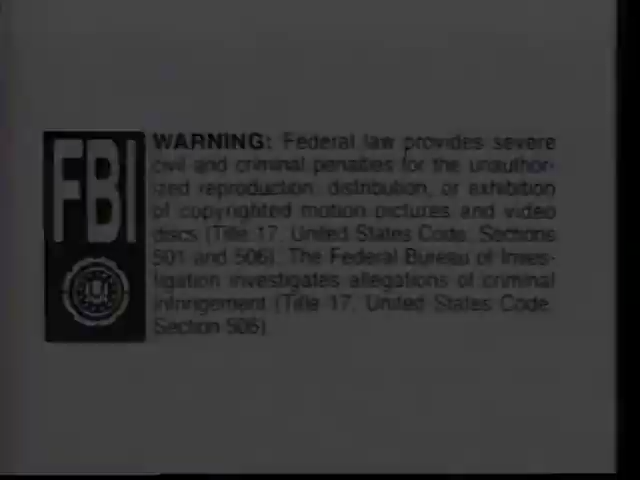 FBI
WARNING: Federal law provides severe
civil and criminal penalties for the unauthor-
ized reproduction, distribution, or exhibition
of copyrighted motion pictures and video
discs (Title 17, United States Code, Sections
501 and 506). The Federal Bureau of Inves-
tigation investigates allegations of criminal
infringement (Title 17, United States Code,
Section 506).